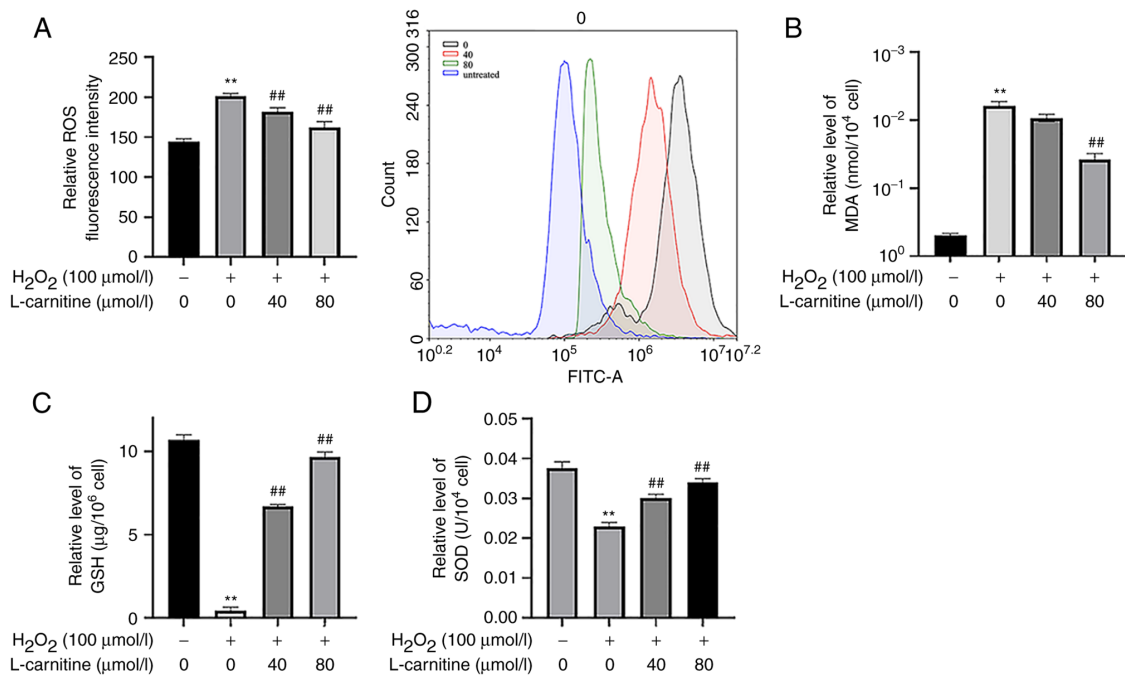 A
Relative ROS
fluorescence intensity
250
200
150
100
50
0
**
##
##
H₂O₂ (100 μmol/l) – + + +
L-carnitine (μmol/l) 0 0 40 80
0
0
40
80
untreated
Count
300 316
240
180
120
60
0
10^0.2 10^4 10^5 10^6 10^7 10^7.2
FITC-A
B
Relative level of
MDA (nmol/10^4 cell)
10^-3
10^-2
10^-1
10^0
**
##
H₂O₂ (100 μmol/l) – + + +
L-carnitine (μmol/l) 0 0 40 80
C
Relative level of
GSH (μg/10^6 cell)
10
5
0
**
##
##
H₂O₂ (100 μmol/l) – + + +
L-carnitine (μmol/l) 0 0 40 80
D
Relative level of
SOD (U/10^4 cell)
0.05
0.04
0.03
0.02
0.01
0.00
**
##
##
H₂O₂ (100 μmol/l) – + + +
L-carnitine (μmol/l) 0 0 40 80